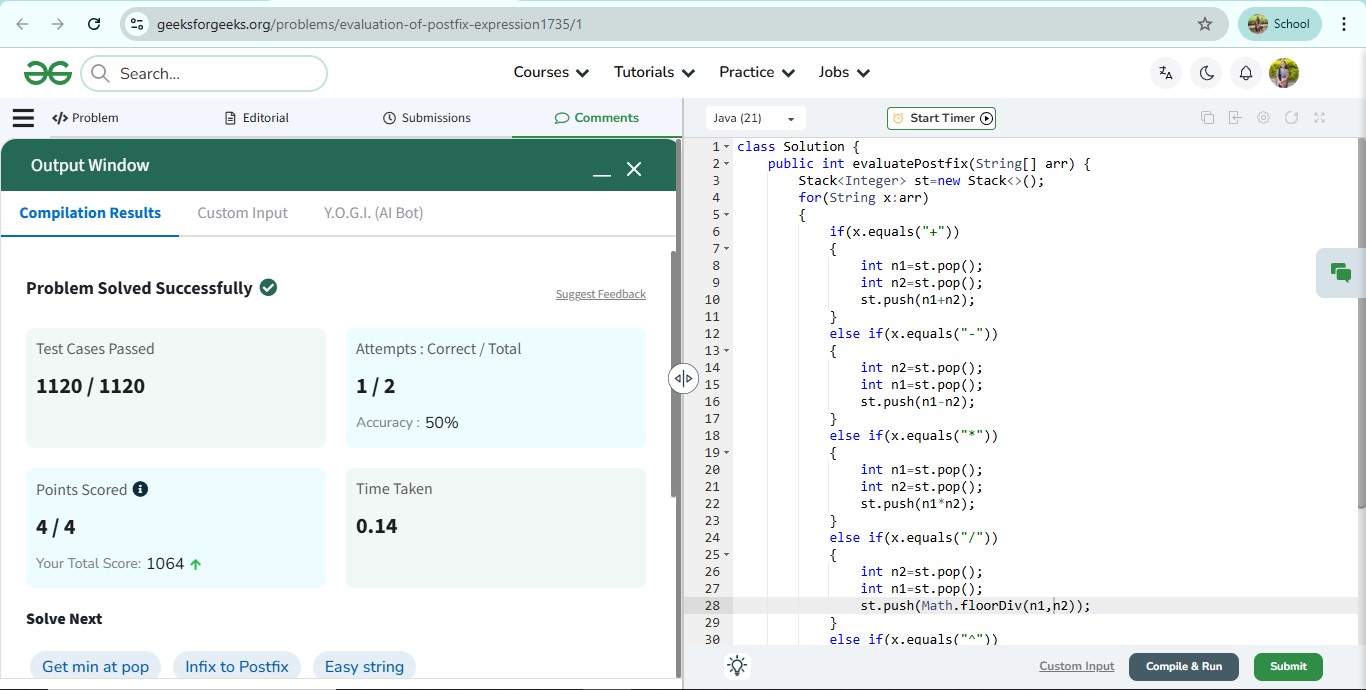 geeksforgeeks.org/problems/evaluation-of-postfix-expression1735/1
School
Search...
Courses
Tutorials
Practice
Jobs
</> Problem
Editorial
Submissions
Comments
Java (21)
Start Timer
Output Window
Compilation Results
Custom Input
Y.O.G.I. (AI Bot)
Problem Solved Successfully
Suggest Feedback
Test Cases Passed
1120 / 1120
Attempts : Correct / Total
1 / 2
Accuracy : 50%
Points Scored
4 / 4
Your Total Score: 1064
Time Taken
0.14
Solve Next
Get min at pop
Infix to Postfix
Easy string
1 class Solution {
2 public int evaluatePostfix(String[] arr) {
3 Stack<Integer> st=new Stack<>();
4 for(String x:arr)
5 {
6 if(x.equals("+"))
7 {
8 int n1=st.pop();
9 int n2=st.pop();
10 st.push(n1+n2);
11 }
12 else if(x.equals("-"))
13 {
14 int n2=st.pop();
15 int n1=st.pop();
16 st.push(n1-n2);
17 }
18 else if(x.equals("*"))
19 {
20 int n1=st.pop();
21 int n2=st.pop();
22 st.push(n1*n2);
23 }
24 else if(x.equals("/"))
25 {
26 int n2=st.pop();
27 int n1=st.pop();
28 st.push(Math.floorDiv(n1,n2));
29 }
30 else if(x.equals("^"))
Custom Input
Compile & Run
Submit